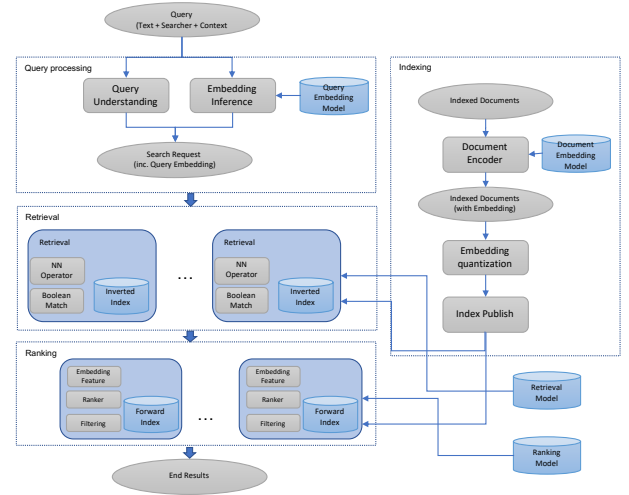 Query
(Text + Searcher + Context
Query processing
Query
Understanding
Embedding
Inference
Query
Embedding
Model
Search Request
(inc. Query Embedding)
Indexing
Indexed Documents
Document
Encoder
Document
Embedding
Model
Indexed Documents
(with Embedding)
Embedding
quantization
Index Publish
Retrieval
Retrieval
NN
Operator
Boolean
Match
Inverted
Index
...
Retrieval
NN
Operator
Boolean
Match
Inverted
Index
Ranking
Embedding
Feature
Ranker
Filtering
Forward
Index
...
Embedding
Feature
Ranker
Filtering
Forward
Index
Retrieval
Model
Ranking
Model
End Results